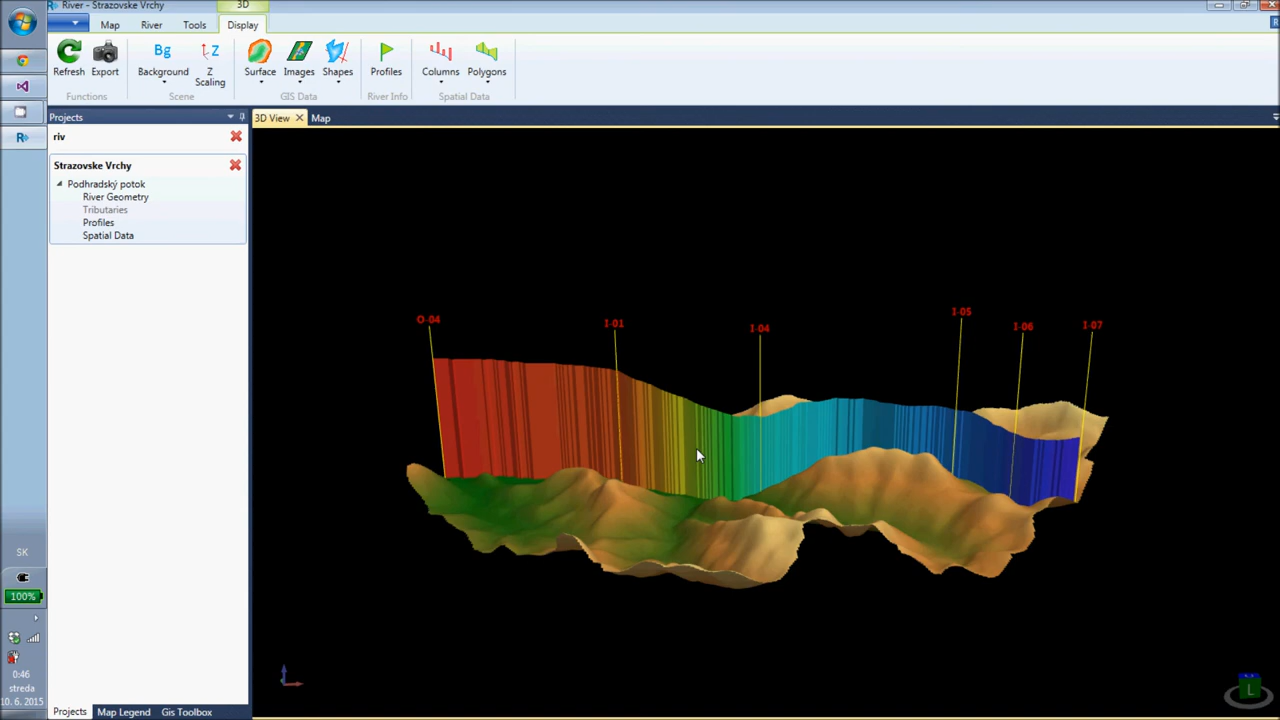 River - Strazovske Vrchy
3D
Map
River
Tools
Display
Refresh
Export
Bg
Background
Z
Z Scaling
Surface
Images
Shapes
Profiles
Columns
Polygons
Functions
Scene
GIS Data
River Info
Spatial Data
Projects
3D View
Map
riv
Strazovske Vrchy
Podhradský potok
River Geometry
Tributaries
Profiles
Spatial Data
O-04
I-01
I-04
I-05
I-06
I-07
SK
100%
0:46
streda
10. 6. 2015
L
Projects
Map Legend
Gis Toolbox